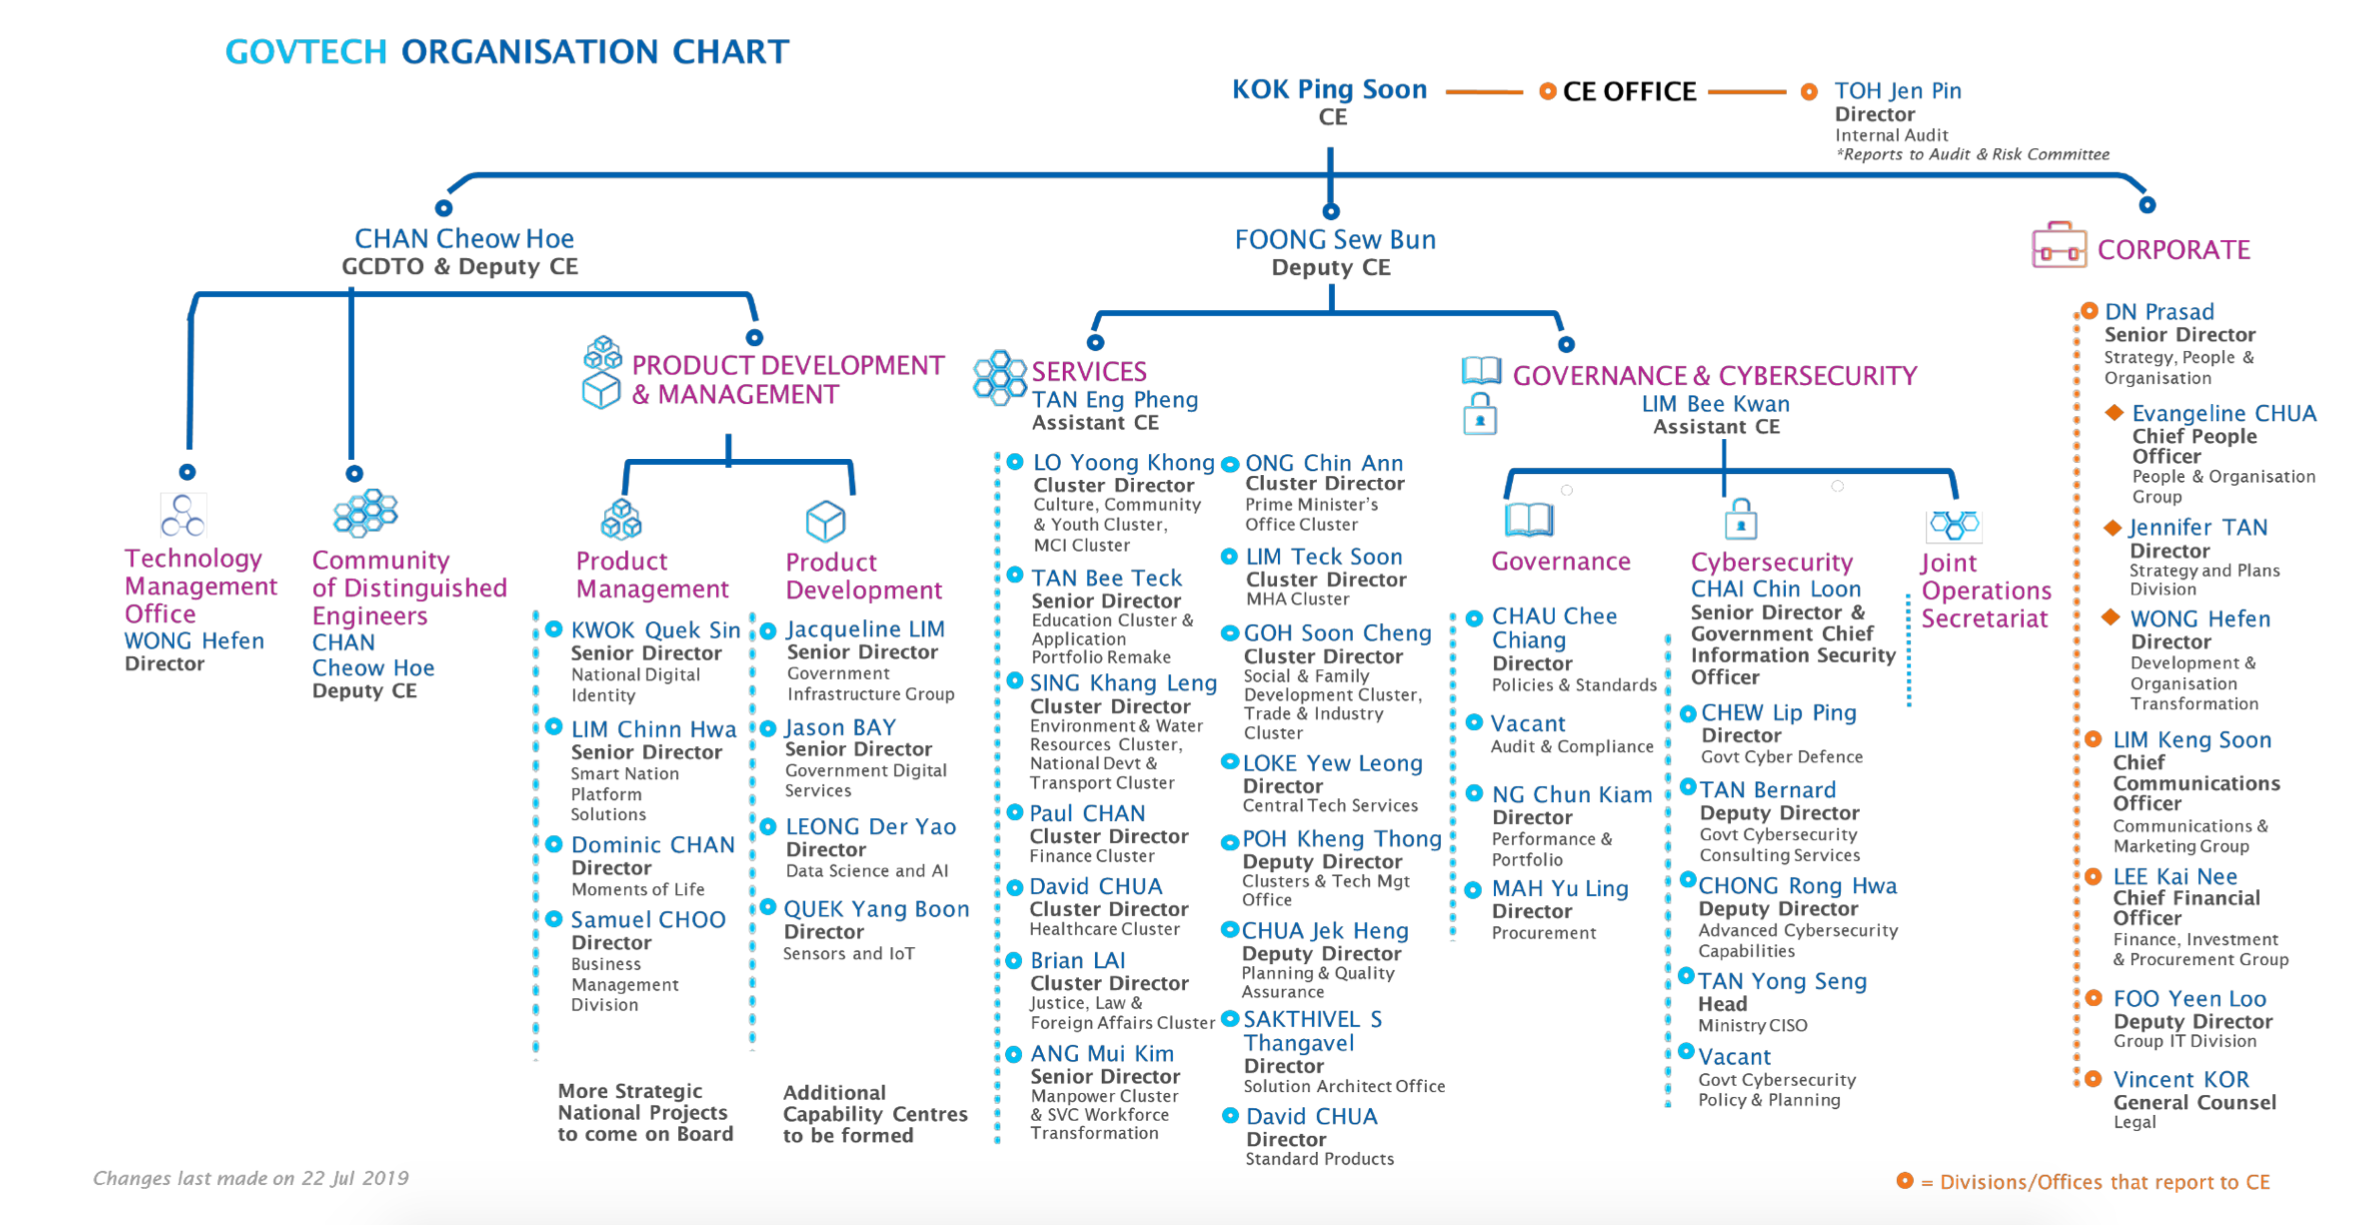 GOVTECH ORGANISATION CHART
KOK Ping Soon
CE
CE OFFICE
TOH Jen Pin
Director
Internal Audit
*Reports to Audit & Risk Committee
CHAN Cheow Hoe
GCDTO & Deputy CE
FOONG Sew Bun
Deputy CE
CORPORATE
Technology
Management
Office
WONG Hefen
Director
Community
of Distinguished
Engineers
CHAN
Cheow Hoe
Deputy CE
PRODUCT DEVELOPMENT
& MANAGEMENT
Product
Management
KWOK Quek Sin
Senior Director
National Digital
Identity
LIM Chinn Hwa
Senior Director
Smart Nation
Platform
Solutions
Dominic CHAN
Director
Moments of Life
Samuel CHOO
Director
Business
Management
Division
More Strategic
National Projects
to come on Board
Product
Development
Jacqueline LIM
Senior Director
Government
Infrastructure Group
Jason BAY
Senior Director
Government Digital
Services
LEONG Der Yao
Director
Data Science and AI
QUEK Yang Boon
Director
Sensors and IoT
Additional
Capability Centres
to be formed
SERVICES
TAN Eng Pheng
Assistant CE
LO Yoong Khong
Cluster Director
Culture, Community
& Youth Cluster,
MCI Cluster
TAN Bee Teck
Senior Director
Education Cluster &
Application
Portfolio Remake
SING Khang Leng
Cluster Director
Environment & Water
Resources Cluster,
National Devt &
Transport Cluster
Paul CHAN
Cluster Director
Finance Cluster
David CHUA
Cluster Director
Healthcare Cluster
Brian LAI
Cluster Director
Justice, Law &
Foreign Affairs Cluster
ANG Mui Kim
Senior Director
Manpower Cluster
& SVC Workforce
Transformation
ONG Chin Ann
Cluster Director
Prime Minister's
Office Cluster
LIM Teck Soon
Cluster Director
MHA Cluster
GOH Soon Cheng
Cluster Director
Social & Family
Development Cluster,
Trade & Industry
Cluster
LOKE Yew Leong
Director
Central Tech Services
POH Kheng Thong
Deputy Director
Clusters & Tech Mgt
Office
CHUA Jek Heng
Deputy Director
Planning & Quality
Assurance
SAKTHIVEL S
Thangavel
Director
Solution Architect Office
David CHUA
Director
Standard Products
GOVERNANCE & CYBERSECURITY
LIM Bee Kwan
Assistant CE
Governance
CHAU Chee
Chiang
Director
Policies & Standards
Vacant
Audit & Compliance
NG Chun Kiam
Director
Performance &
Portfolio
MAH Yu Ling
Director
Procurement
Cybersecurity
CHAI Chin Loon
Senior Director &
Government Chief
Information Security
Officer
CHEW Lip Ping
Director
Govt Cyber Defence
TAN Bernard
Deputy Director
Govt Cybersecurity
Consulting Services
CHONG Rong Hwa
Deputy Director
Advanced Cybersecurity
Capabilities
TAN Yong Seng
Head
Ministry CISO
Vacant
Govt Cybersecurity
Policy & Planning
Joint
Operations
Secretariat
DN Prasad
Senior Director
Strategy, People &
Organisation
Evangeline CHUA
Chief People
Officer
People & Organisation
Group
Jennifer TAN
Director
Strategy and Plans
Division
WONG Hefen
Director
Development &
Organisation
Transformation
LIM Keng Soon
Chief
Communications
Officer
Communications &
Marketing Group
LEE Kai Nee
Chief Financial
Officer
Finance, Investment
& Procurement Group
FOO Yeen Loo
Deputy Director
Group IT Division
Vincent KOR
General Counsel
Legal
Changes last made on 22 Jul 2019
= Divisions/Offices that report to CE